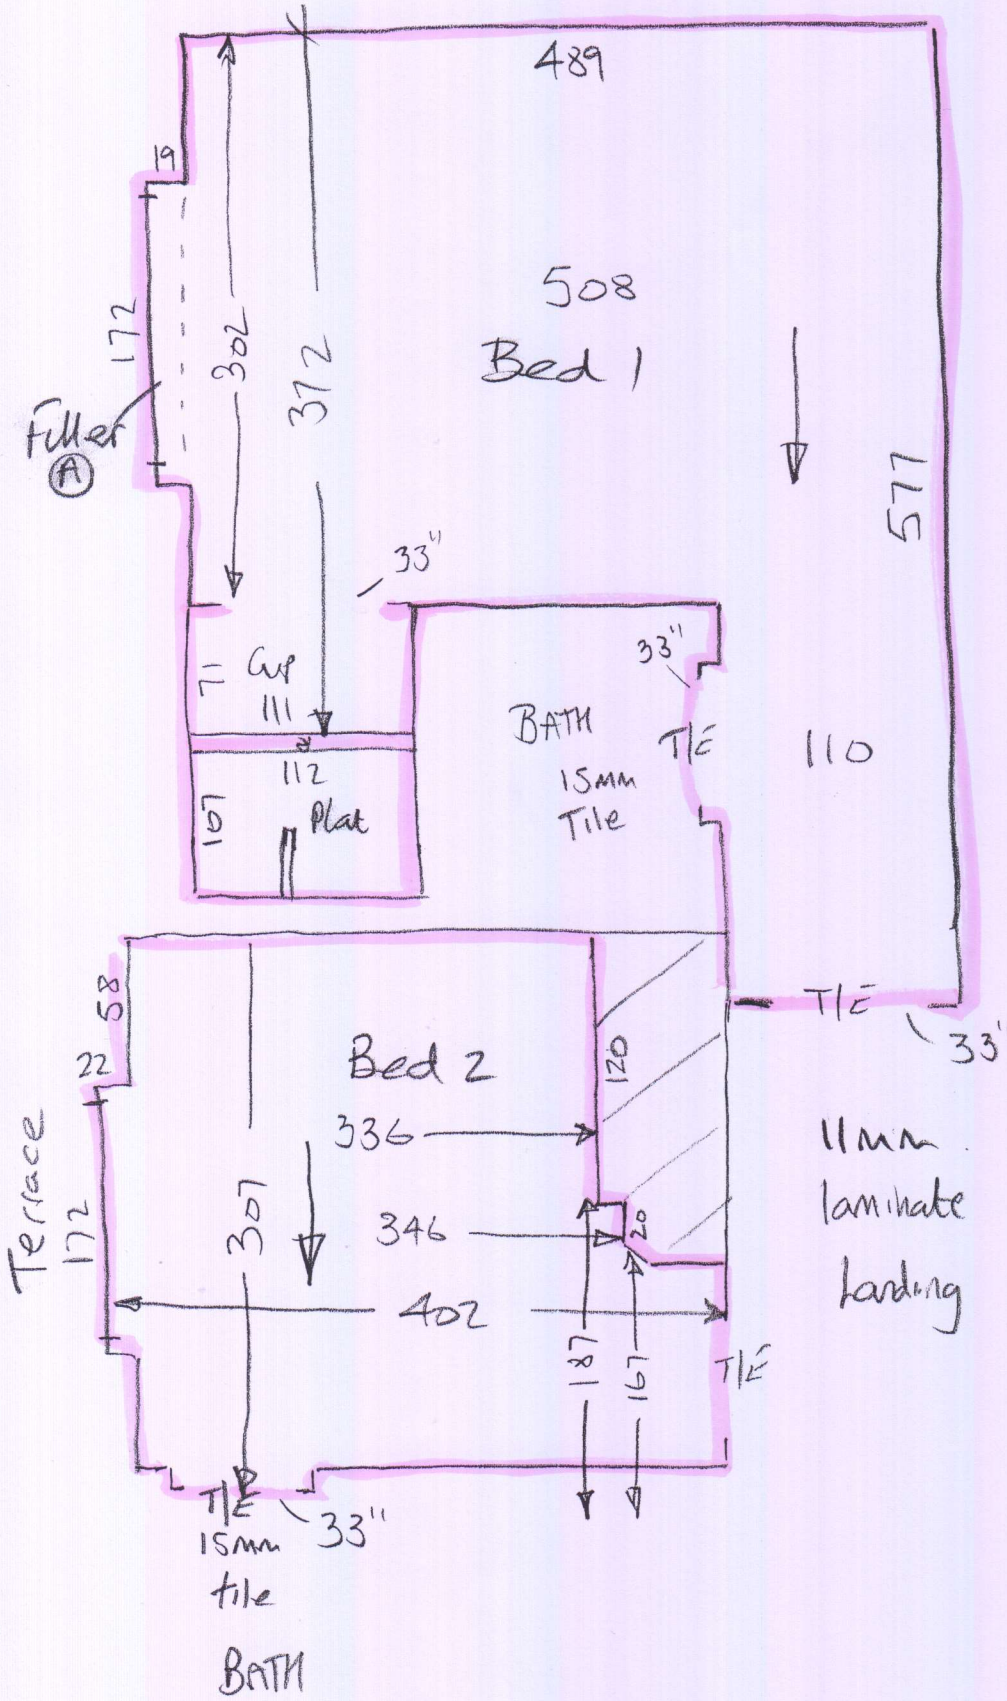 489
19
172
302
372
508
Bed 1
Filler
A
577
33"
71
Cup
111
33"
BATH
15mm
Tile
T/E
110
112
107
Plat
58
22
Bed 2
336
120
T/E
33'
Terrace
172
307
346
20
402
187
167
T/E
11mm
laminate
Landing
T/E
15mm
tile
33"
BATH